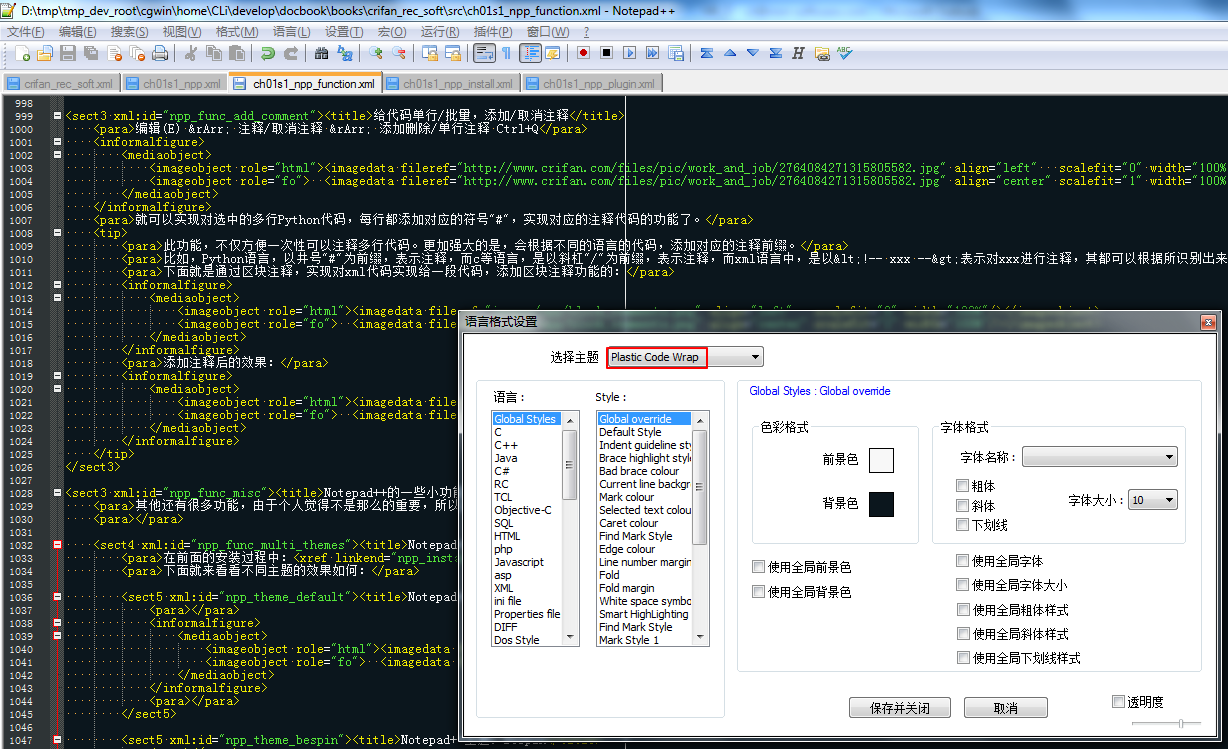 D:\tmp\tmp_dev_root\cgwin\home\CLi\develop\docbook\books\crifan_rec_soft\src\ch01s1_npp_function.xml - Notepad++
文件(F) 编辑(E) 搜索(S) 视图(V) 格式(M) 语言(L) 设置(T) 宏(O) 运行(R) 插件(P) 窗口(W) ?
crifan_rec_soft.xml ch01s1_npp.xml ch01s1_npp_function.xml ch01s1_npp_install.xml ch01s1_npp_plugin.xml
998
999 <sect3 xml:id="npp_func_add_comment"><title>给代码单行/批量，添加/取消注释</title>
1000 <para>编辑(E) &rArr; 注释/取消注释 &rArr; 添加删除/单行注释 Ctrl+Q</para>
1001 <informalfigure>
1002 <mediaobject>
1003 <imageobject role="html"><imagedata fileref="http://www.crifan.com/files/pic/work_and_job/2764084271315805582.jpg" align="left" scalefit="0" width="100%
1004 <imageobject role="fo"> <imagedata fileref="http://www.crifan.com/files/pic/work_and_job/2764084271315805582.jpg" align="center" scalefit="1" width="100%
1005 </mediaobject>
1006 </informalfigure>
1007 <para>就可以实现对选中的多行Python代码，每行都添加对应的符号"#"，实现对应的注释代码的功能了。</para>
1008 <tip>
1009 <para>此功能，不仅方便一次性可以注释多行代码。更加强大的是，会根据不同的语言的代码，添加对应的注释前缀。</para>
1010 <para>比如，Python语言，以井号"#"为前缀，表示注释，而c等语言，是以斜杠"/"为前缀，表示注释，而xml语言中，是以&lt;!-- xxx --&gt;表示对xxx进行注释，其都可以根据所识别出来
1011 <para>下面就是通过区块注释，实现对xml代码实现给一段代码，添加区块注释功能的：</para>
1012 <informalfigure>
1013 <mediaobject>
1014 <imageobject role="html"><imagedata file
1015 <imageobject role="fo"> <imagedata file
1016 </mediaobject>
1017 </informalfigure>
1018 <para>添加注释后的效果：</para>
1019 <informalfigure>
1020 <mediaobject>
1021 <imageobject role="html"><imagedata file
1022 <imageobject role="fo"> <imagedata file
1023 </mediaobject>
1024 </informalfigure>
1025 </tip>
1026 </sect3>
1027
1028 <sect3 xml:id="npp_func_misc"><title>Notepad++的一些小功能
1029 <para>其他还有很多功能，由于个人觉得不是那么的重要，所以
1030 <para></para>
1031
1032 <sect4 xml:id="npp_func_multi_themes"><title>Notepad
1033 <para>在前面的安装过程中：<xref linkend="npp_inst
1034 <para>下面就来看看不同主题的效果如何：</para>
1035
1036 <sect5 xml:id="npp_theme_default"><title>Notepad
1037 <para></para>
1038 <informalfigure>
1039 <mediaobject>
1040 <imageobject role="html"><imagedata
1041 <imageobject role="fo"> <imagedata
1042 </mediaobject>
1043 </informalfigure>
1044 <para></para>
1045 </sect5>
1046
1047 <sect5 xml:id="npp_theme_bespin"><title>Notepad+
语言格式设置
选择主题 Plastic Code Wrap
语言：
Global Styles
C
C++
Java
C#
RC
TCL
Objective-C
SQL
HTML
php
Javascript
asp
XML
ini file
Properties file
DIFF
Dos Style
Style：
Global override
Default Style
Indent guideline sty
Brace highlight style
Bad brace colour
Current line backgr
Mark colour
Selected text colou
Caret colour
Find Mark Style
Edge colour
Line number margin
Fold
Fold margin
White space symbo
Smart HighLighting
Find Mark Style
Mark Style 1
Global Styles : Global override
色彩格式
前景色
背景色
使用全局前景色
使用全局背景色
字体格式
字体名称：
粗体
斜体
下划线
字体大小： 10
使用全局字体
使用全局字体大小
使用全局粗体样式
使用全局斜体样式
使用全局下划线样式
保存并关闭 取消
透明度